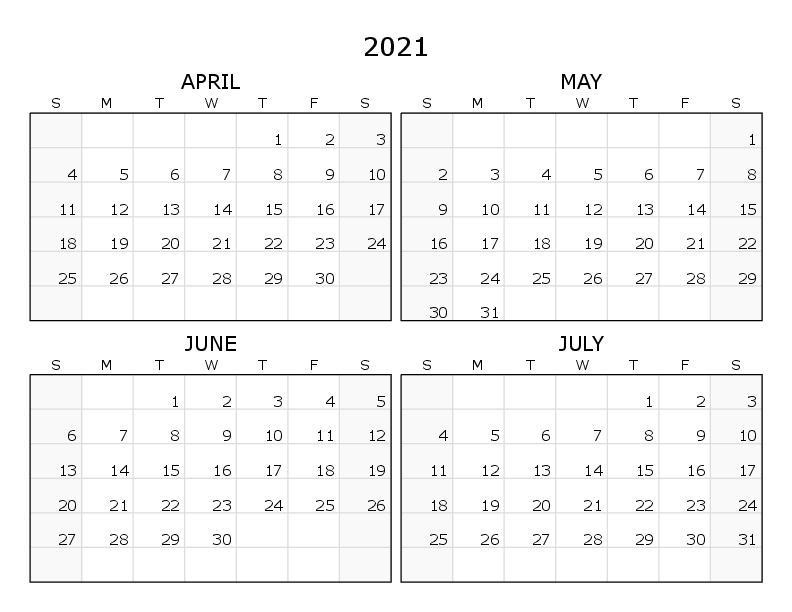 2021
APRIL
S M T W T F S
1 2 3
4 5 6 7 8 9 10
11 12 13 14 15 16 17
18 19 20 21 22 23 24
25 26 27 28 29 30
MAY
S M T W T F S
1
2 3 4 5 6 7 8
9 10 11 12 13 14 15
16 17 18 19 20 21 22
23 24 25 26 27 28 29
30 31
JUNE
S M T W T F S
1 2 3 4 5
6 7 8 9 10 11 12
13 14 15 16 17 18 19
20 21 22 23 24 25 26
27 28 29 30
JULY
S M T W T F S
1 2 3
4 5 6 7 8 9 10
11 12 13 14 15 16 17
18 19 20 21 22 23 24
25 26 27 28 29 30 31